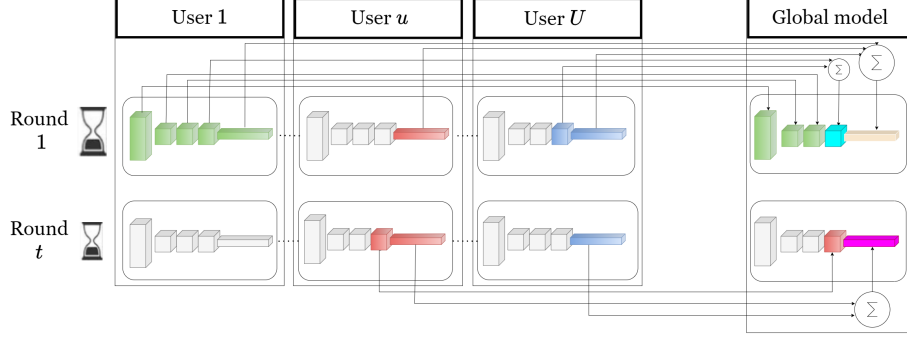 User 1
User u
User U
Global model
Σ
Σ
Round
1
Round
t
Σ